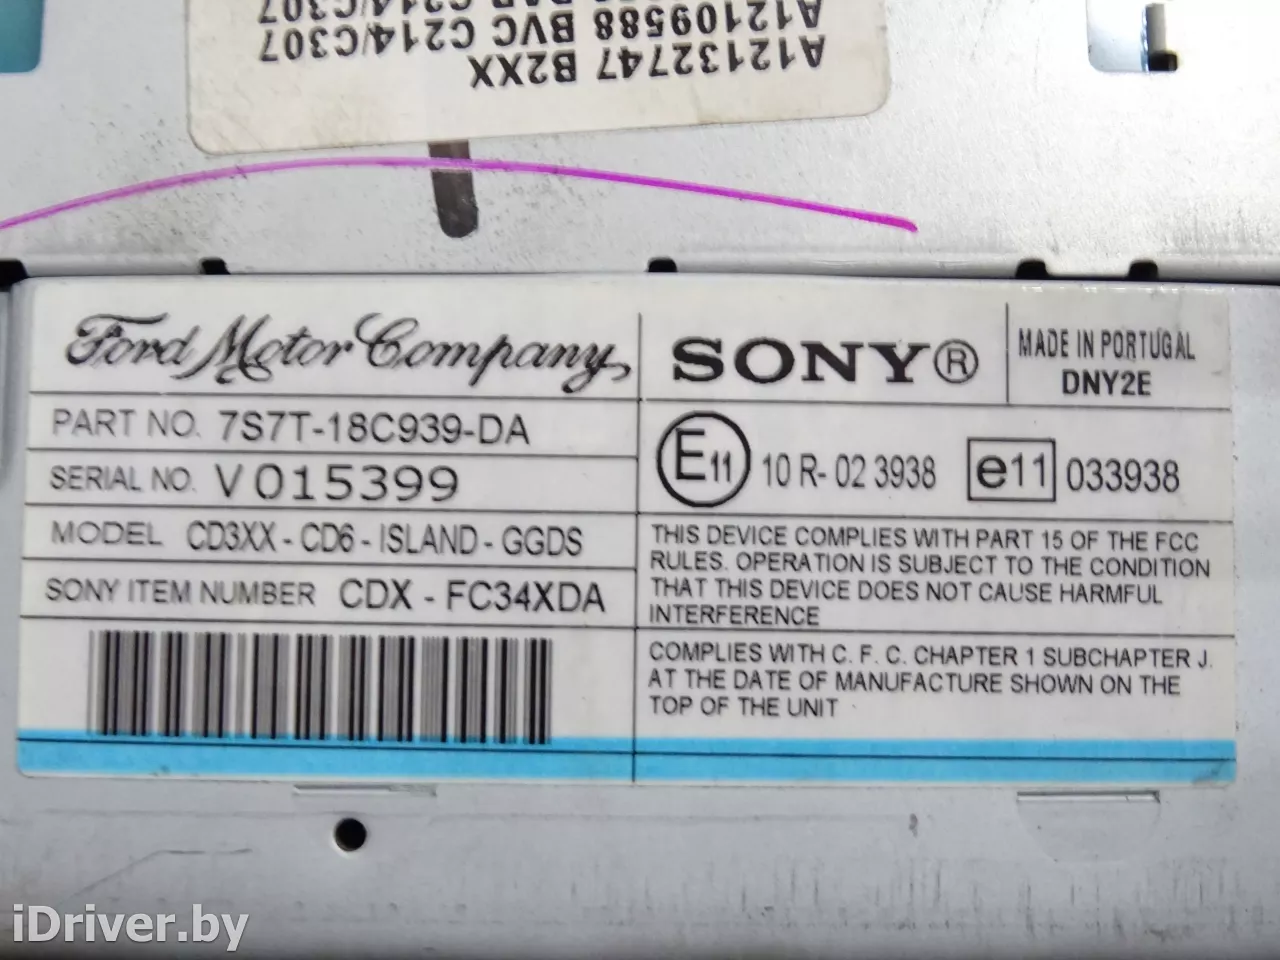 A12132747 B2XX
A12109588 BVC C214/C307
C214/C307
Ford Motor Company
SONY®
MADE IN PORTUGAL
DNY2E
PART NO. 7S7T-18C939-DA
SERIAL NO. V015399
MODEL CD3XX - CD6 - ISLAND - GGDS
SONY ITEM NUMBER CDX - FC34XDA
E11 10 R- 02 3938 e11 033938
THIS DEVICE COMPLIES WITH PART 15 OF THE FCC
RULES. OPERATION IS SUBJECT TO THE CONDITION
THAT THIS DEVICE DOES NOT CAUSE HARMFUL
INTERFERENCE
COMPLIES WITH C. F. C. CHAPTER 1 SUBCHAPTER J.
AT THE DATE OF MANUFACTURE SHOWN ON THE
TOP OF THE UNIT
iDriver.by